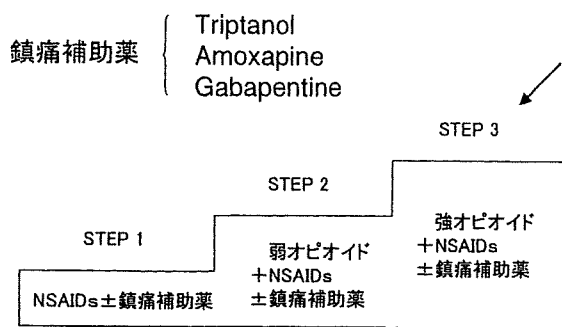 鎮痛補助薬
Triptanol
Amoxapine
Gabapentine
STEP 3
STEP 2
STEP 1
強オピオイド
+NSAIDs
±鎮痛補助薬
弱オピオイド
+NSAIDs
±鎮痛補助薬
NSAIDs±鎮痛補助薬